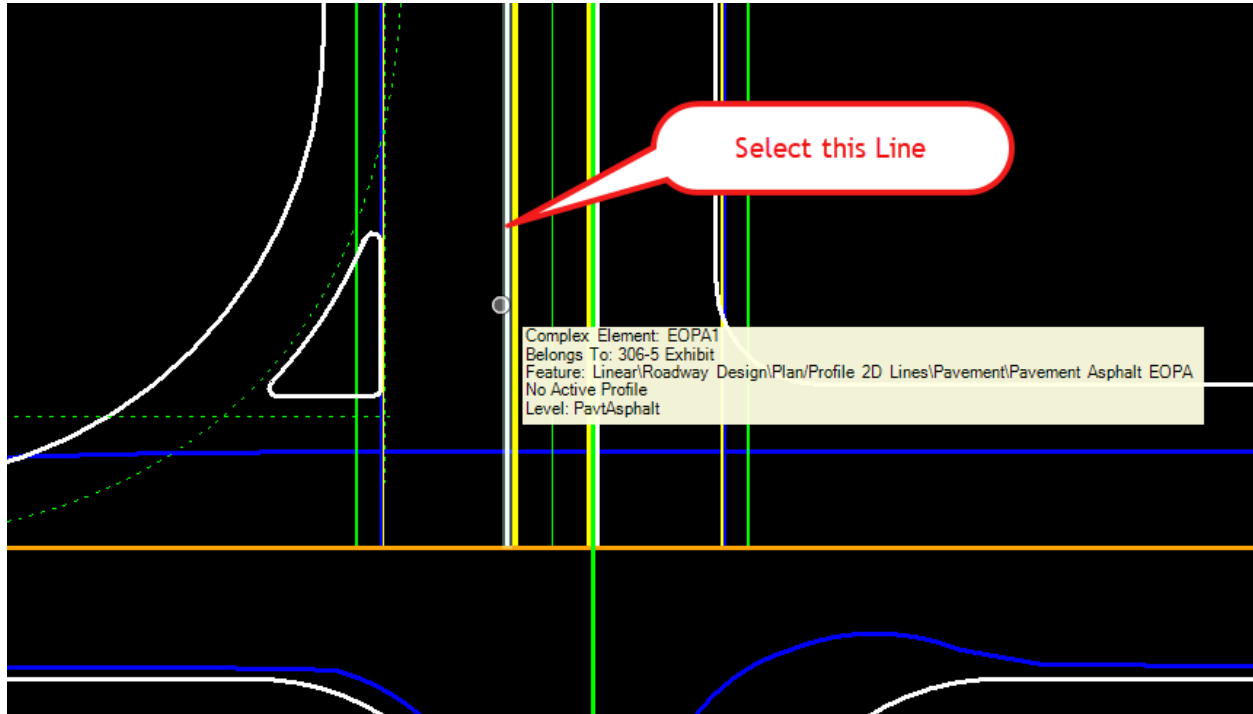 Select this Line
Complex Element: EOPA1
Belongs To: 306-5 Exhibit
Feature: Linear\Roadway Design\Plan/Profile 2D Lines\Pavement\Pavement Asphalt EOPA
No Active Profile
Level: PavtAsphalt